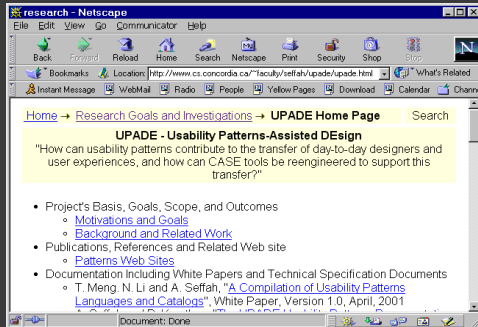 research - Netscape
File Edit View Go Communicator Help
Back Forward Reload Home Search Netscape Print Security Shop Stop
N
Bookmarks Location: http://www.cs.concordia.ca/~faculty/seffah/upade/upade.html What's Related
Instant Message WebMail Radio People Yellow Pages Download Calendar Chann
Home → Research Goals and Investigations → UPADE Home Page Search
UPADE - Usability Patterns-Assisted DEsign
"How can usability patterns contribute to the transfer of day-to-day designers and
user experiences, and how can CASE tools be reengineered to support this
transfer?"
• Project's Basis, Goals, Scope, and Outcomes
Motivations and Goals
Background and Related Work
• Publications, References and Related Web site
Patterns Web Sites
• Documentation Including White Papers and Technical Specification Documents
T. Meng, N. Li and A. Seffah, "A Compilation of Usability Patterns
Languages and Catalogs", White Paper, Version 1.0, April, 2001
Document: Done